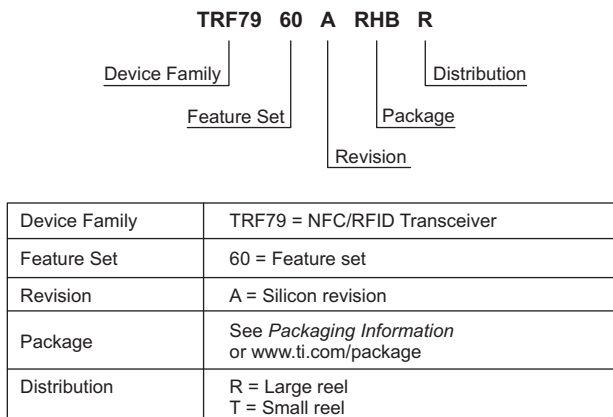 TRF79 60 A RHB R
Device Family
Distribution
Feature Set
Package
Revision
Device Family TRF79 = NFC/RFID Transceiver
Feature Set 60 = Feature set
Revision A = Silicon revision
Package See Packaging Information
or www.ti.com/package
Distribution R = Large reel
T = Small reel